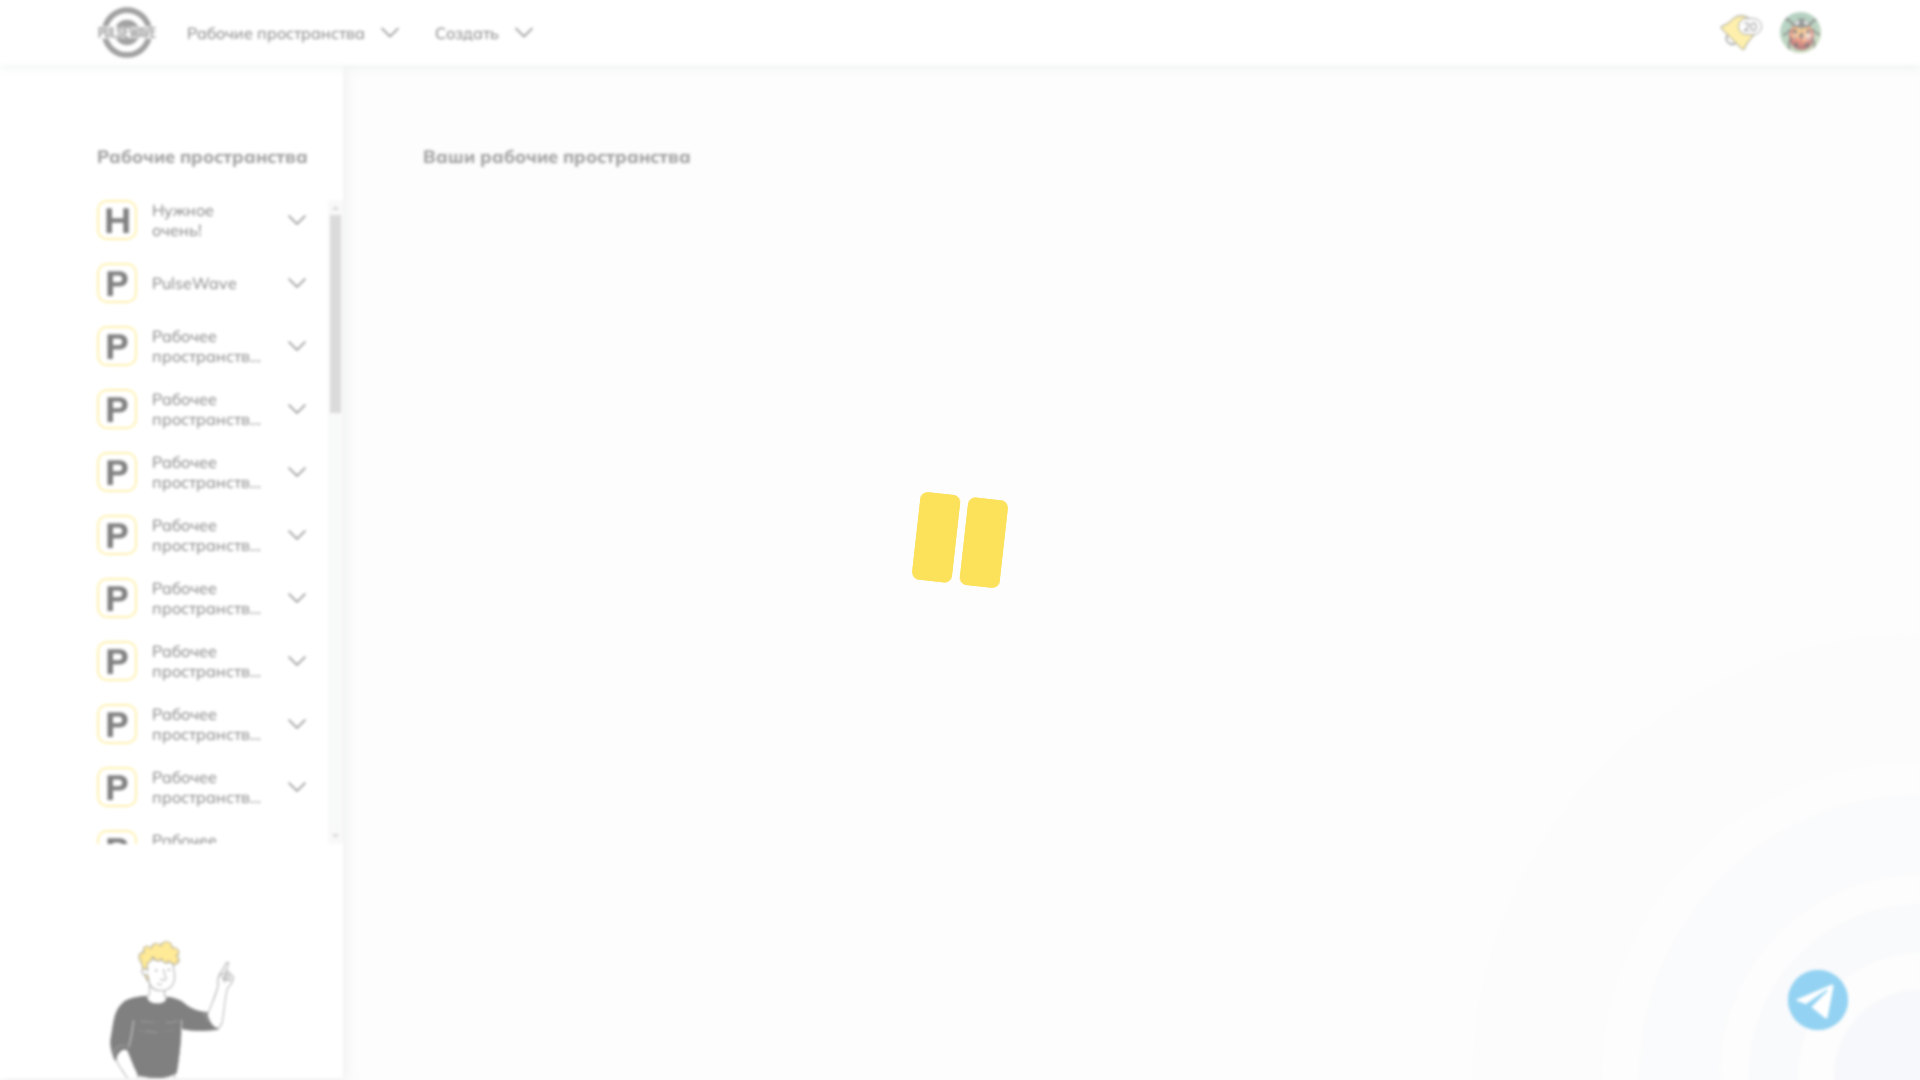 PULSEWAVE
Рабочие пространства
Создать
20
Рабочие пространства
Ваши рабочие пространства
Н
Нужное
очень!
P
PulseWave
Р
Рабочее
пространств...
Р
Рабочее
пространств...
Р
Рабочее
пространств...
Р
Рабочее
пространств...
Р
Рабочее
пространств...
Р
Рабочее
пространств...
Р
Рабочее
пространств...
Р
Рабочее
пространств...
Р
Рабочее